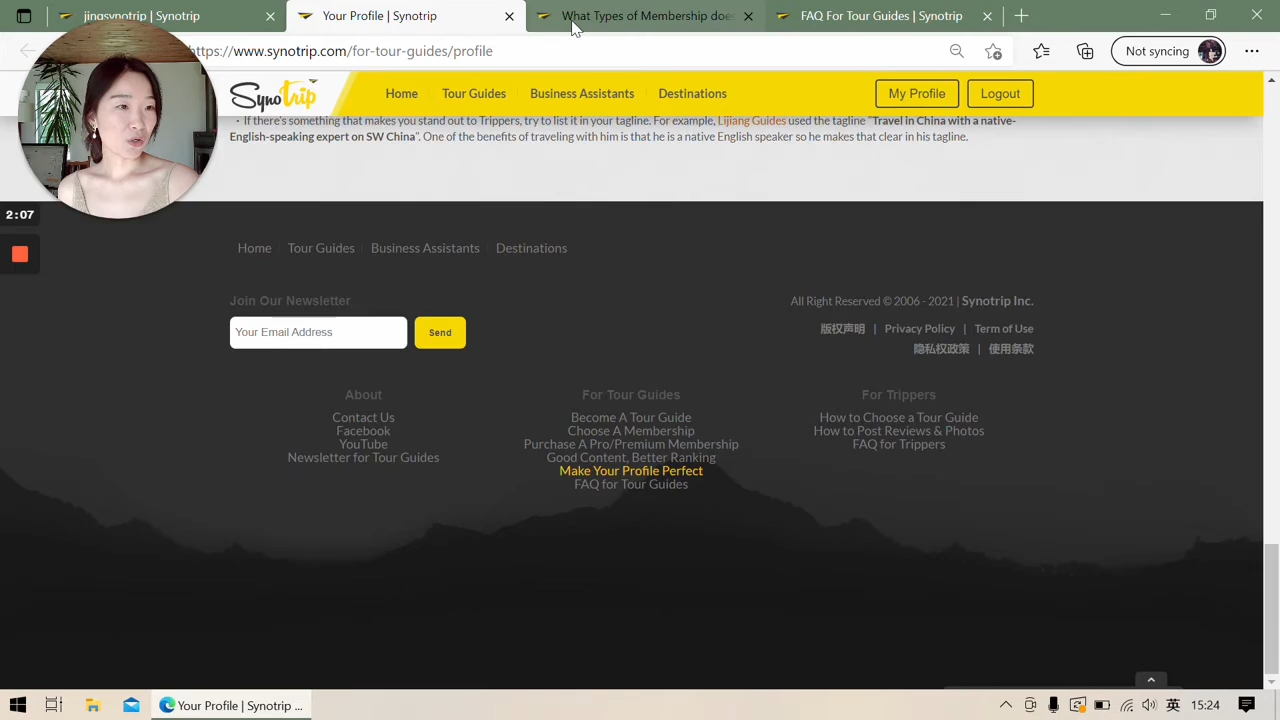 jingsynotrip | Synotrip
Your Profile | Synotrip
What Types of Membership does
FAQ For Tour Guides | Synotrip
https://www.synotrip.com/for-tour-guides/profile
Not syncing
Synotrip
Home
Tour Guides
Business Assistants
Destinations
My Profile
Logout
· If there's something that makes you stand out to Trippers, try to list it in your tagline. For example, Lijiang Guides used the tagline "Travel in China with a native-
English-speaking expert on SW China". One of the benefits of traveling with him is that he is a native English speaker so he makes that clear in his tagline.
2:07
Home
Tour Guides
Business Assistants
Destinations
Join Our Newsletter
Your Email Address
Send
All Right Reserved © 2006 - 2021 | Synotrip Inc.
版权声明 | Privacy Policy | Term of Use
隐私权政策 | 使用条款
About
Contact Us
Facebook
YouTube
Newsletter for Tour Guides
For Tour Guides
Become A Tour Guide
Choose A Membership
Purchase A Pro/Premium Membership
Good Content, Better Ranking
Make Your Profile Perfect
FAQ for Tour Guides
For Trippers
How to Choose a Tour Guide
How to Post Reviews & Photos
FAQ for Trippers
Your Profile | Synotrip ...
英
15:24